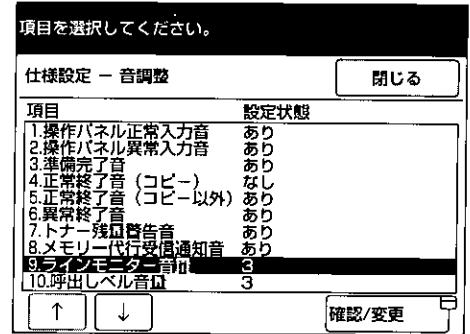 項目を選択してください。
仕様設定 － 音調整
閉じる
項目 設定状態
1.操作パネル正常入力音 あり
2.操作パネル異常入力音 あり
3.準備完了音 あり
4.正常終了音（コピー） なし
5.正常終了音（コピー以外） あり
6.異常終了音 あり
7.トナー残量警告音 あり
8.メモリー代行受信通知音 あり
9.ラインモニター音量 3
10.呼出しベル音量 3
↑ ↓ 確認/変更